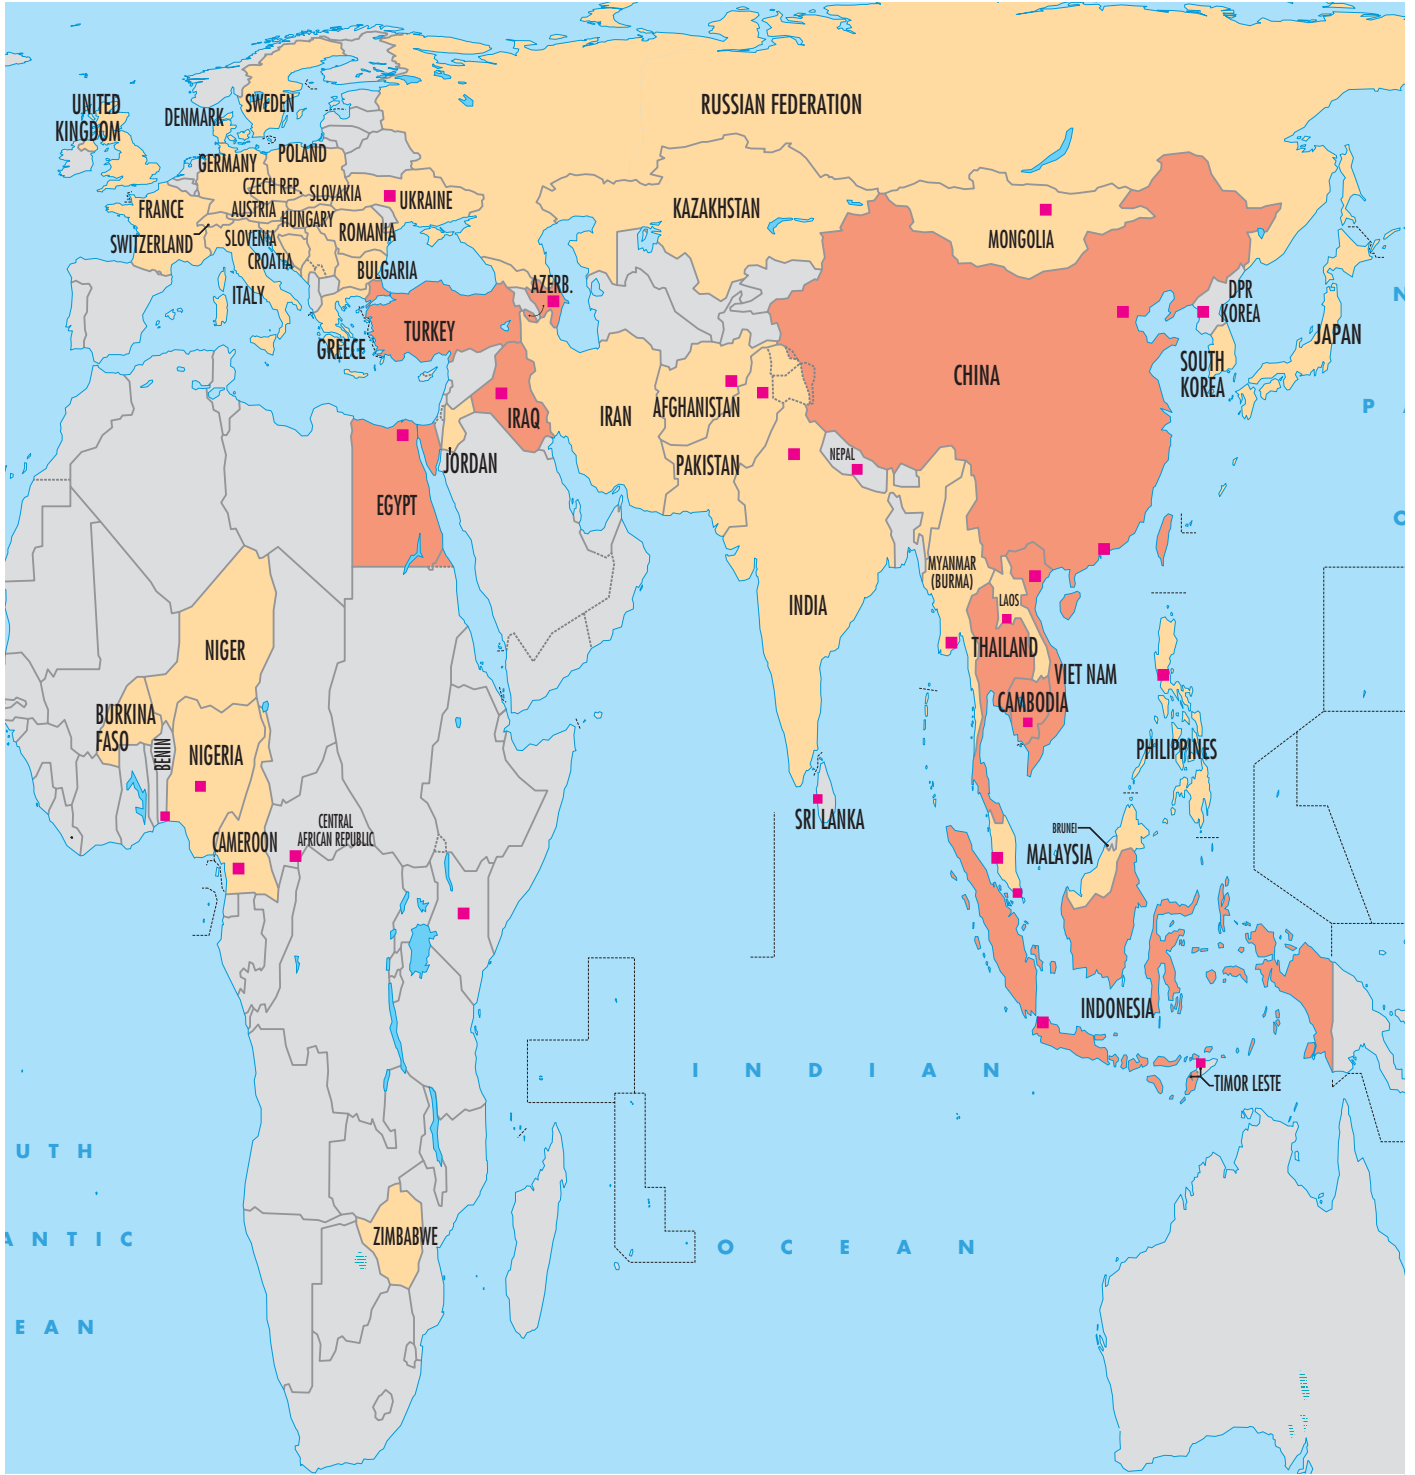 UNITED
KINGDOM
DENMARK
SWEDEN
RUSSIAN FEDERATION
GERMANY
POLAND
CZECH REP.
SLOVAKIA
UKRAINE
FRANCE
AUSTRIA
HUNGARY
ROMANIA
SWITZERLAND
SLOVENIA
CROATIA
BULGARIA
ITALY
GREECE
KAZAKHSTAN
MONGOLIA
AZERB.
TURKEY
DPR
KOREA
N
JAPAN
SOUTH
KOREA
CHINA
P A
IRAQ
IRAN
AFGHANISTAN
JORDAN
PAKISTAN
NEPAL
EGYPT
O
MYANMAR
(BURMA)
INDIA
LAOS
THAILAND
VIET NAM
CAMBODIA
NIGER
BURKINA
FASO
BENIN
NIGERIA
PHILIPPINES
CAMEROON
CENTRAL
AFRICAN REPUBLIC
SRI LANKA
BRUNEI
MALAYSIA
INDONESIA
TIMOR LESTE
I N D I A N
O C E A N
UTH
ANTIC
EAN
ZIMBABWE